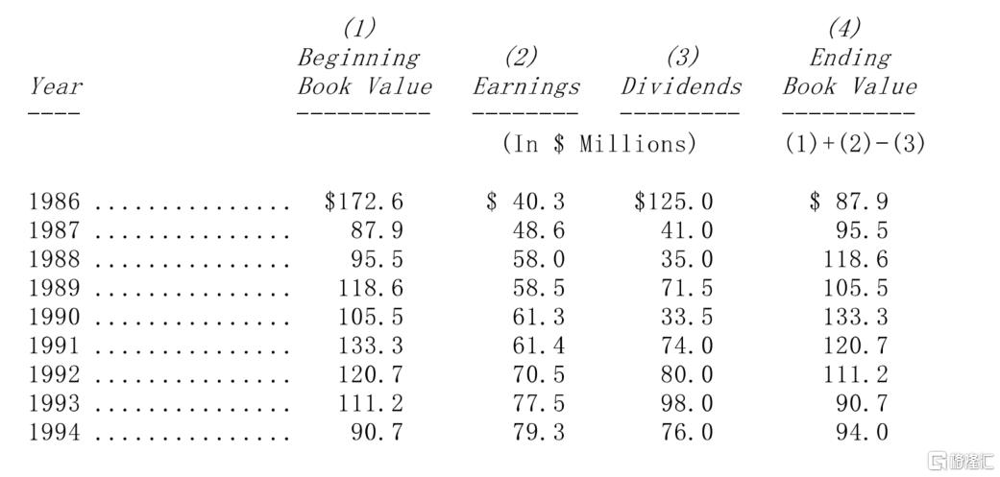 (1) (4)
Beginning (2) (3) Ending
Year Book Value Earnings Dividends Book Value
---- ---------- -------- --------- ----------
(In $ Millions) (1)+(2)-(3)
1986 ............... $172.6 $ 40.3 $125.0 $ 87.9
1987 ............... 87.9 48.6 41.0 95.5
1988 ............... 95.5 58.0 35.0 118.6
1989 ............... 118.6 58.5 71.5 105.5
1990 ............... 105.5 61.3 33.5 133.3
1991 ............... 133.3 61.4 74.0 120.7
1992 ............... 120.7 70.5 80.0 111.2
1993 ............... 111.2 77.5 98.0 90.7
1994 ............... 90.7 79.3 76.0 94.0
格隆汇